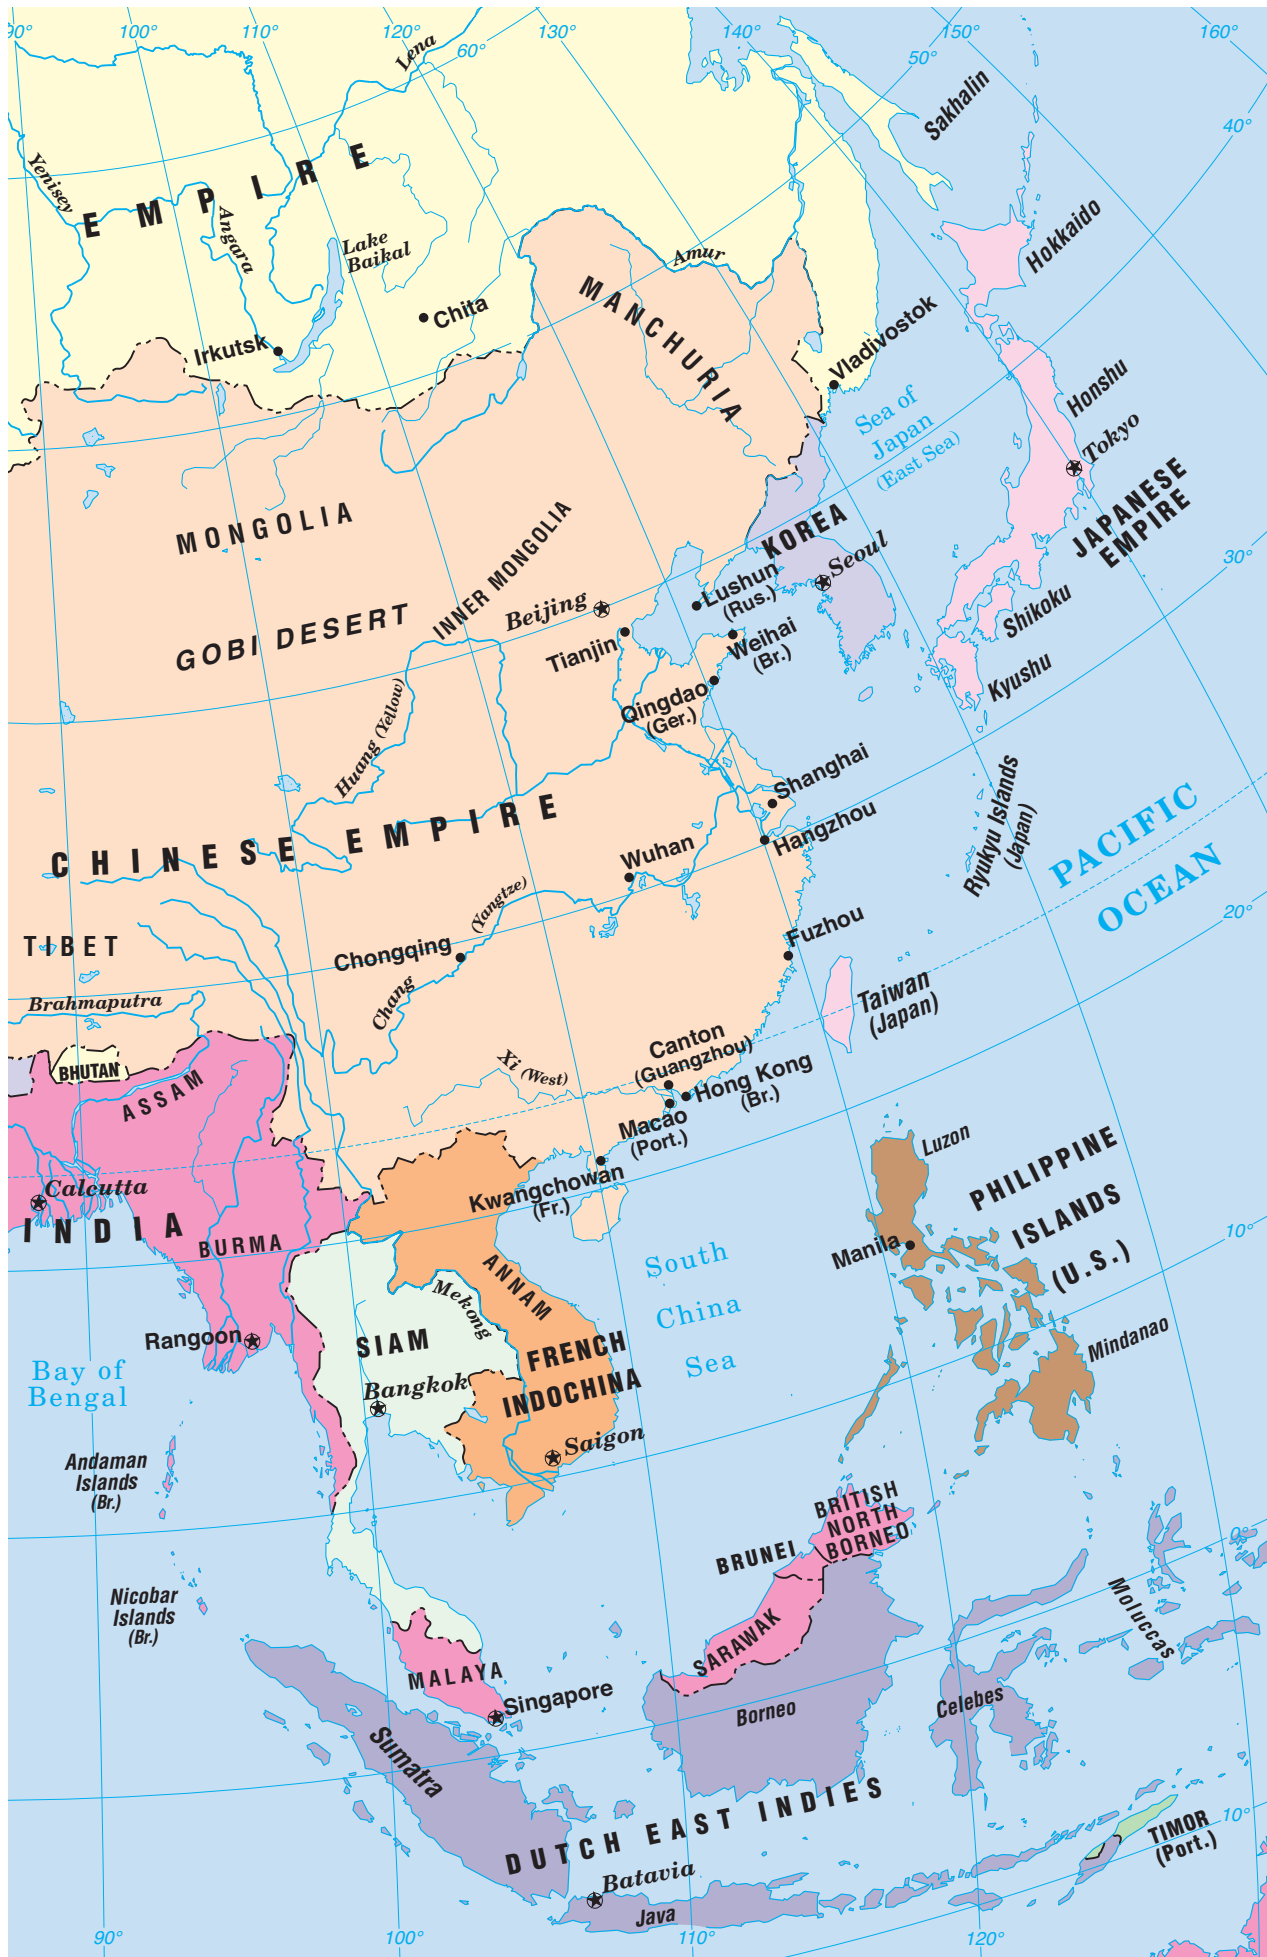 90°
100°
110°
120°
60°
130°
140°
150°
50°
160°
40°
Lena
Sakhalin
EMPIRE
Yenisey
Angara
Lake
Baikal
Amur
Hokkaido
Chita
Irkutsk
MANCHURIA
Vladivostok
Sea of
Japan
(East Sea)
Honshu
Tokyo
JAPANESE
EMPIRE
MONGOLIA
INNER MONGOLIA
KOREA
Seoul
30°
GOBI DESERT
Beijing
Lushun
(Rus.)
Tianjin
Weihai
(Br.)
Shikoku
Kyushu
Qingdao
(Ger.)
Huang (Yellow)
Shanghai
Hangzhou
Ryukyu Islands
(Japan)
PACIFIC
OCEAN
CHINESE EMPIRE
Wuhan
(Yangtze)
Chang
20°
TIBET
Chongqing
Fuzhou
Brahmaputra
Taiwan
(Japan)
Canton
(Guangzhou)
Xi (West)
Hong Kong
(Br.)
BHUTAN
ASSAM
Macao
(Port.)
Luzon
PHILIPPINE
ISLANDS
(U.S.)
Kwangchowan
(Fr.)
Calcutta
INDIA
BURMA
10°
Manila
South
China
Sea
ANNAM
Mekong
Rangoon
SIAM
FRENCH
INDOCHINA
Mindanao
Bay of
Bengal
Bangkok
Saigon
Andaman
Islands
(Br.)
BRITISH
NORTH
BORNEO
0°
BRUNEI
Nicobar
Islands
(Br.)
Moluccas
SARAWAK
MALAYA
Singapore
Borneo
Celebes
Sumatra
DUTCH EAST INDIES
10°
TIMOR
(Port.)
Batavia
Java
90°
100°
110°
120°